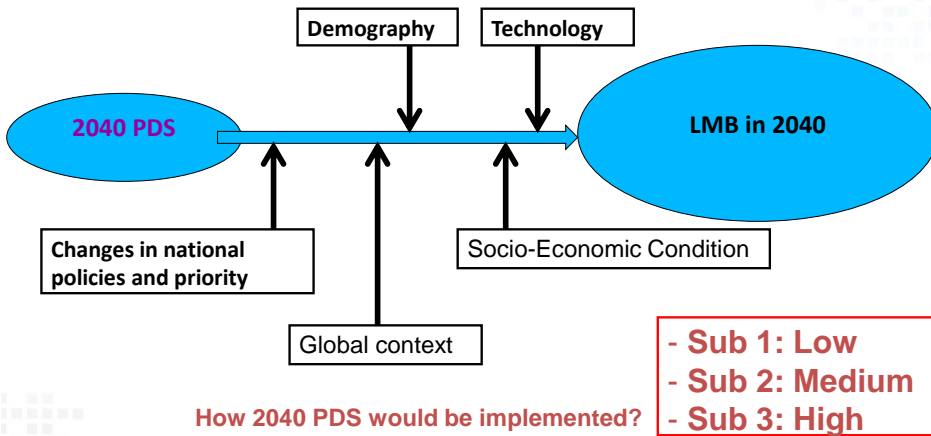 Demography
Technology
2040 PDS
LMB in 2040
Changes in national
policies and priority
Socio-Economic Condition
Global context
How 2040 PDS would be implemented?
- Sub 1: Low
- Sub 2: Medium
- Sub 3: High